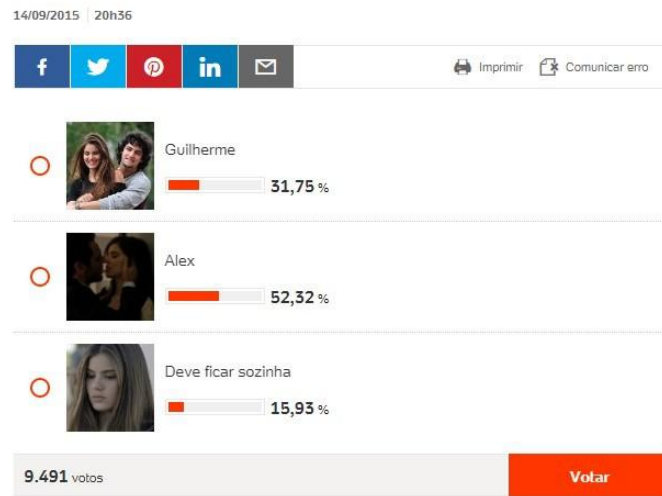 14/09/2015 20h36
f in Imprimir Comunicar erro
Guilherme
31,75 %
Alex
52,32 %
Deve ficar sozinha
15,93 %
9.491 votos Votar